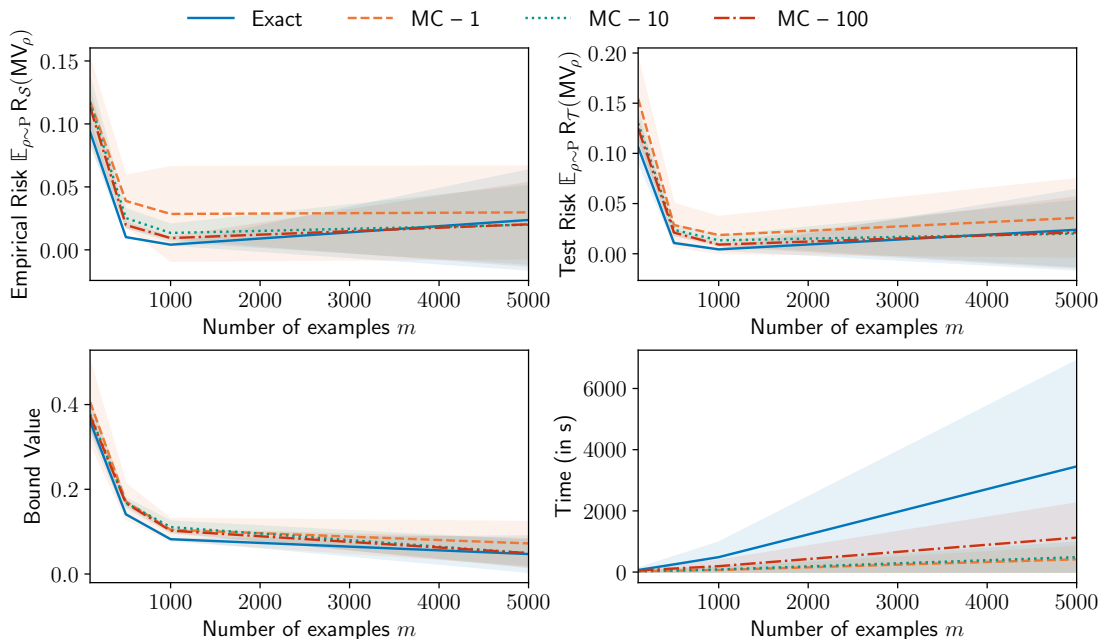 Exact MC – 1 MC – 10 MC – 100
Empirical Risk 𝔼ρ∼P R𝒮(MVρ)
0.15
0.10
0.05
0.00
1000 2000 3000 4000 5000
Number of examples m
Test Risk 𝔼ρ∼P R𝒯(MVρ)
0.20
0.15
0.10
0.05
0.00
1000 2000 3000 4000 5000
Number of examples m
Bound Value
0.4
0.2
0.0
1000 2000 3000 4000 5000
Number of examples m
Time (in s)
6000
4000
2000
0
1000 2000 3000 4000 5000
Number of examples m